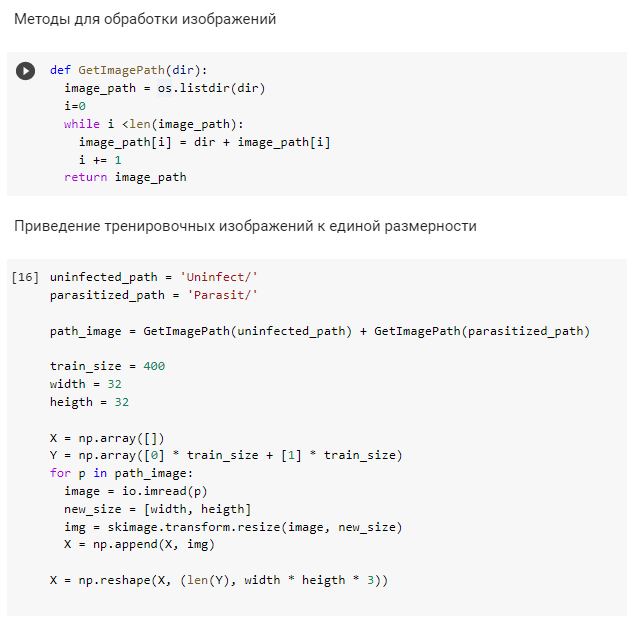 Методы для обработки изображений
def GetImagePath(dir):
  image_path = os.listdir(dir)
  i=0
  while i <len(image_path):
    image_path[i] = dir + image_path[i]
    i += 1
  return image_path
Приведение тренировочных изображений к единой размерности
[16] uninfected_path = 'Uninfect/'
parasitized_path = 'Parasit/'
path_image = GetImagePath(uninfected_path) + GetImagePath(parasitized_path)
train_size = 400
width = 32
heigth = 32
X = np.array([])
Y = np.array([0] * train_size + [1] * train_size)
for p in path_image:
  image = io.imread(p)
  new_size = [width, heigth]
  img = skimage.transform.resize(image, new_size)
  X = np.append(X, img)
X = np.reshape(X, (len(Y), width * heigth * 3))